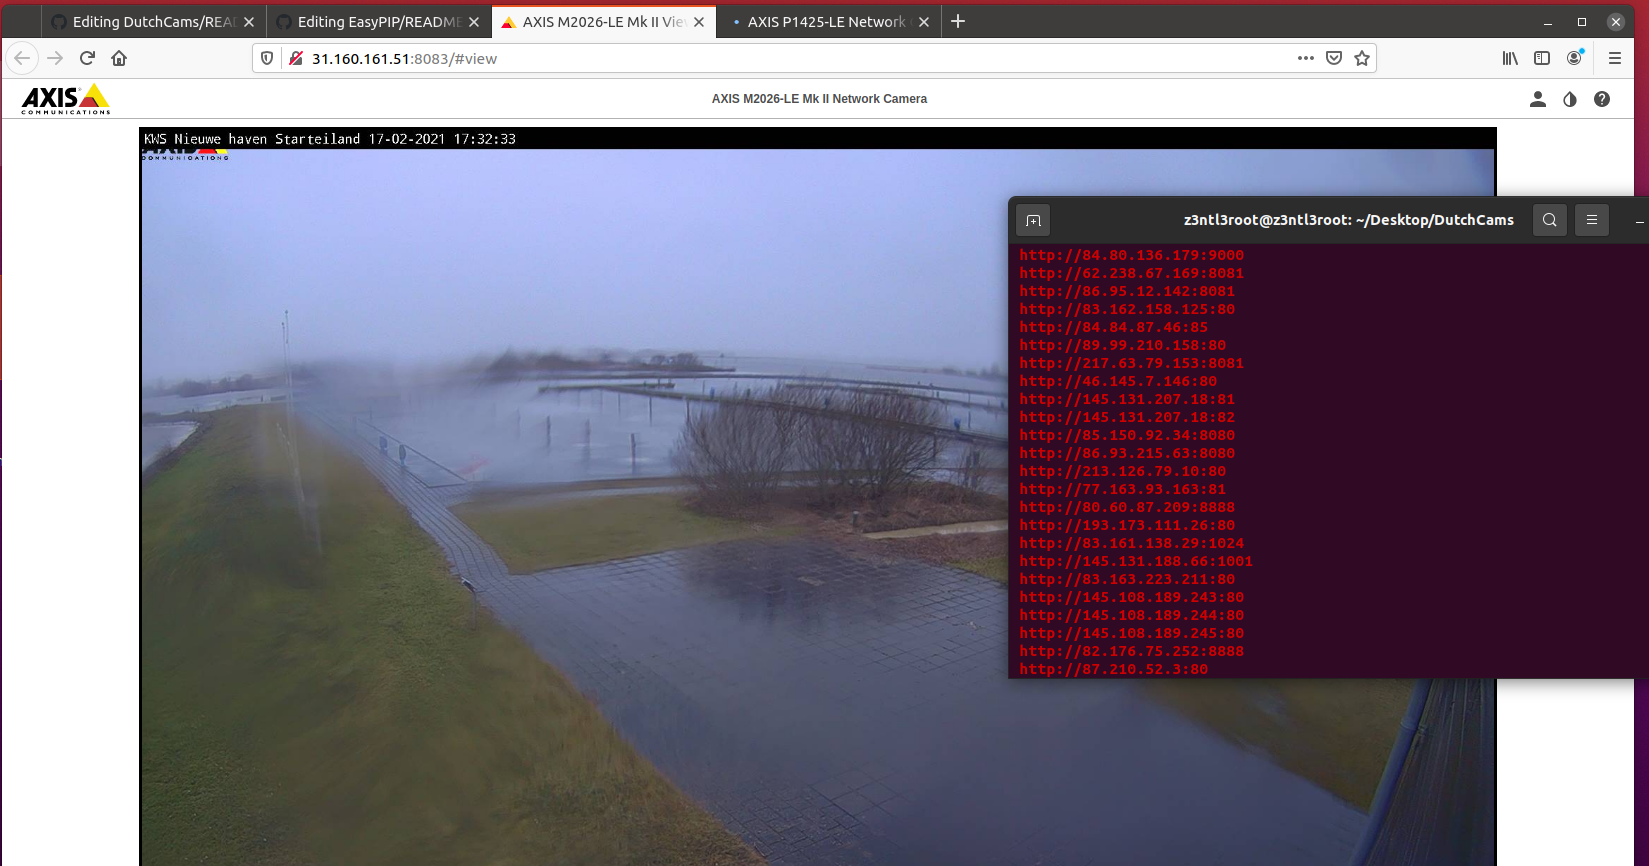 Editing DutchCams/REA
Editing EasyPIP/README
AXIS M2026-LE Mk II Vie
AXIS P1425-LE Network
31.160.161.51:8083/#view
AXIS
COMMUNICATIONS
AXIS M2026-LE Mk II Network Camera
KWS Nieuwe haven Starteiland 17-02-2021 17:32:33
COMMUNICATIONS
z3ntl3root@z3ntl3root: ~/Desktop/DutchCams
http://84.80.136.179:9000
http://62.238.67.169:8081
http://86.95.12.142:8081
http://83.162.158.125:80
http://84.84.87.46:85
http://89.99.210.158:80
http://217.63.79.153:8081
http://46.145.7.146:80
http://145.131.207.18:81
http://145.131.207.18:82
http://85.150.92.34:8080
http://86.93.215.63:8080
http://213.126.79.10:80
http://77.163.93.163:81
http://80.60.87.209:8888
http://193.173.111.26:80
http://83.161.138.29:1024
http://145.131.188.66:1001
http://83.163.223.211:80
http://145.108.189.243:80
http://145.108.189.244:80
http://145.108.189.245:80
http://82.176.75.252:8888
http://87.210.52.3:80